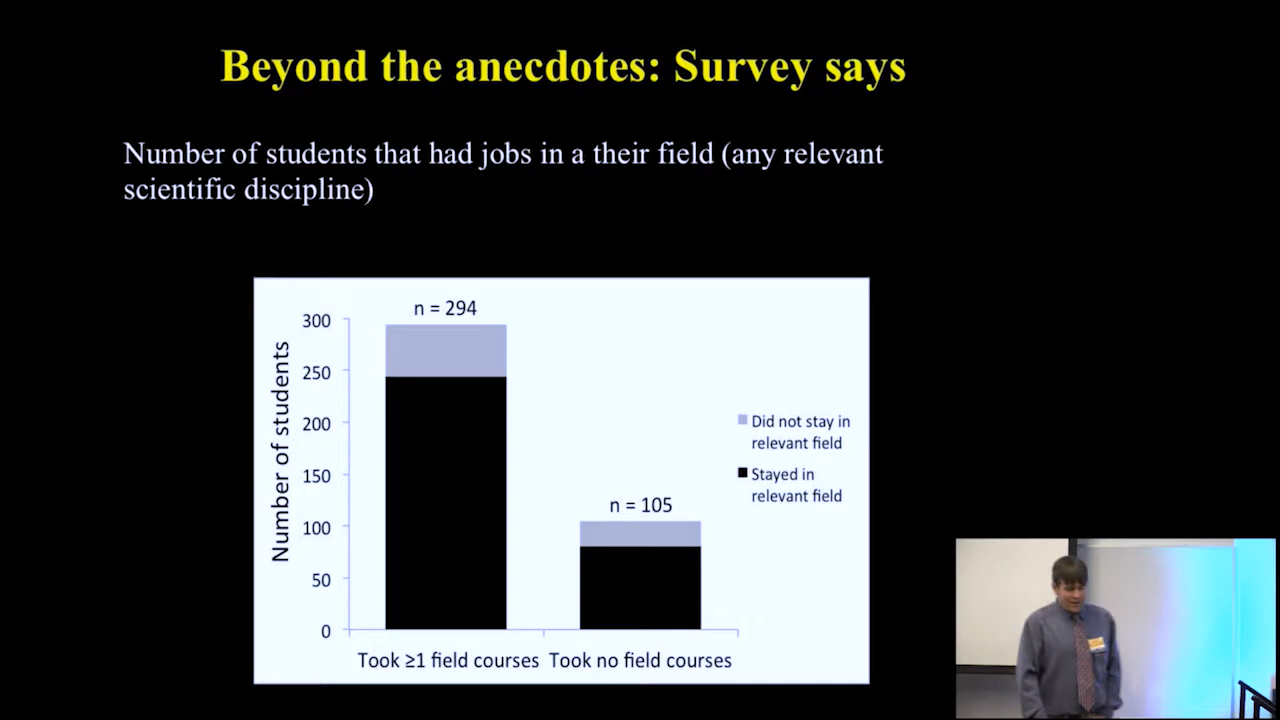 Beyond the anecdotes: Survey says
Number of students that had jobs in a their field (any relevant
scientific discipline)
n = 294
300
250
200
150
100
50
0
Number of students
n = 105
Did not stay in
relevant field
Stayed in
relevant field
Took ≥1 field courses
Took no field courses